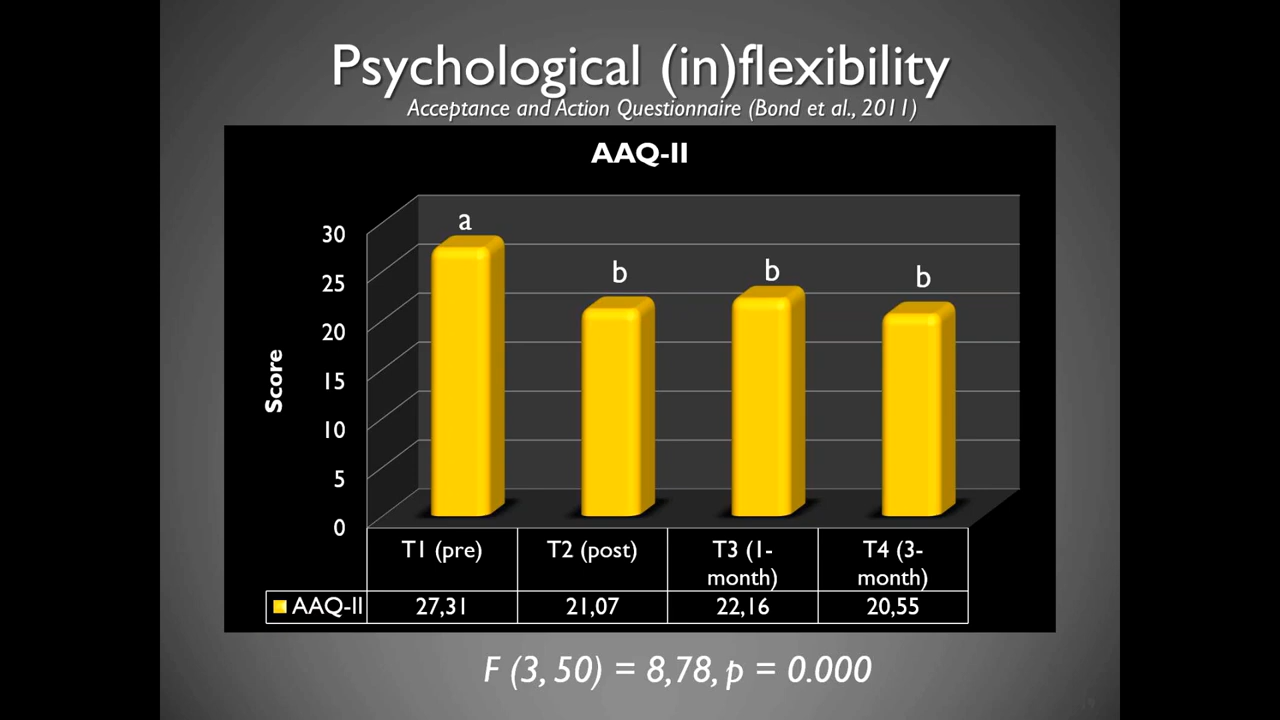 Psychological (in)flexibility
Acceptance and Action Questionnaire (Bond et al., 2011)
AAQ-II
a
b
b
b
30
25
20
15
10
5
0
Score
T1 (pre) T2 (post) T3 (1-month) T4 (3-month)
AAQ-II 27,31 21,07 22,16 20,55
F (3, 50) = 8,78, p = 0.000